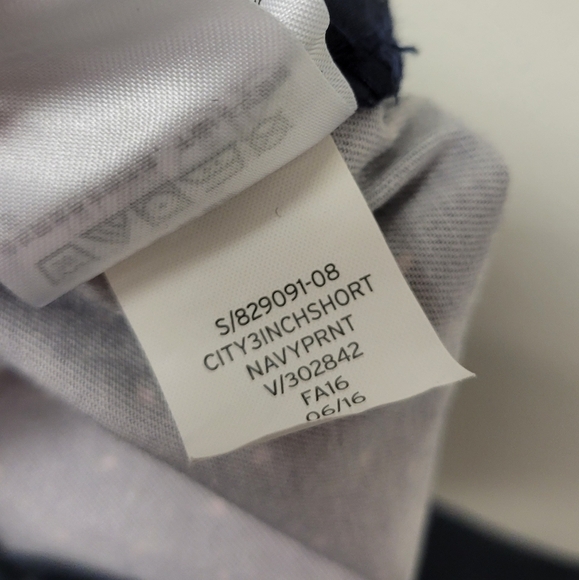 S/829091-08
CITY3INCHSHORT
NAVYPRNT
V/302842
FA16
06/16